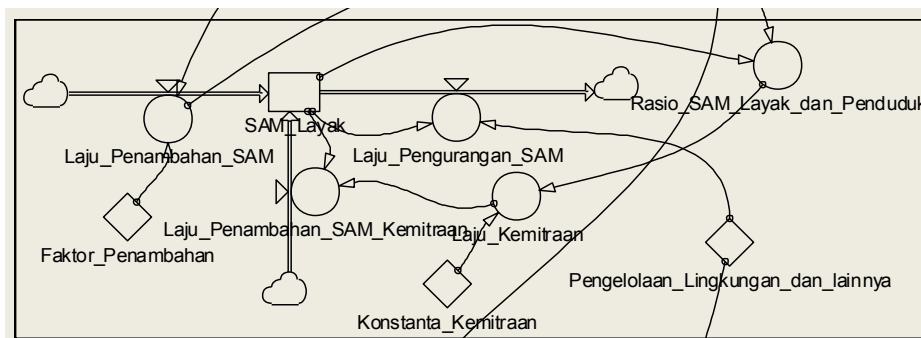 Rasio_SAM_Layak_dan_Penduduk
SAM_Layak
Laju_Penambahan_SAM
Laju_Pengurangan_SAM
Laju_Penambahan_SAM_Kemitraan
Laju_Kemitraan
Faktor_Penambahan
Pengelolaan_Lingkungan_dan_lainnya
Konstanta_Kemitraan